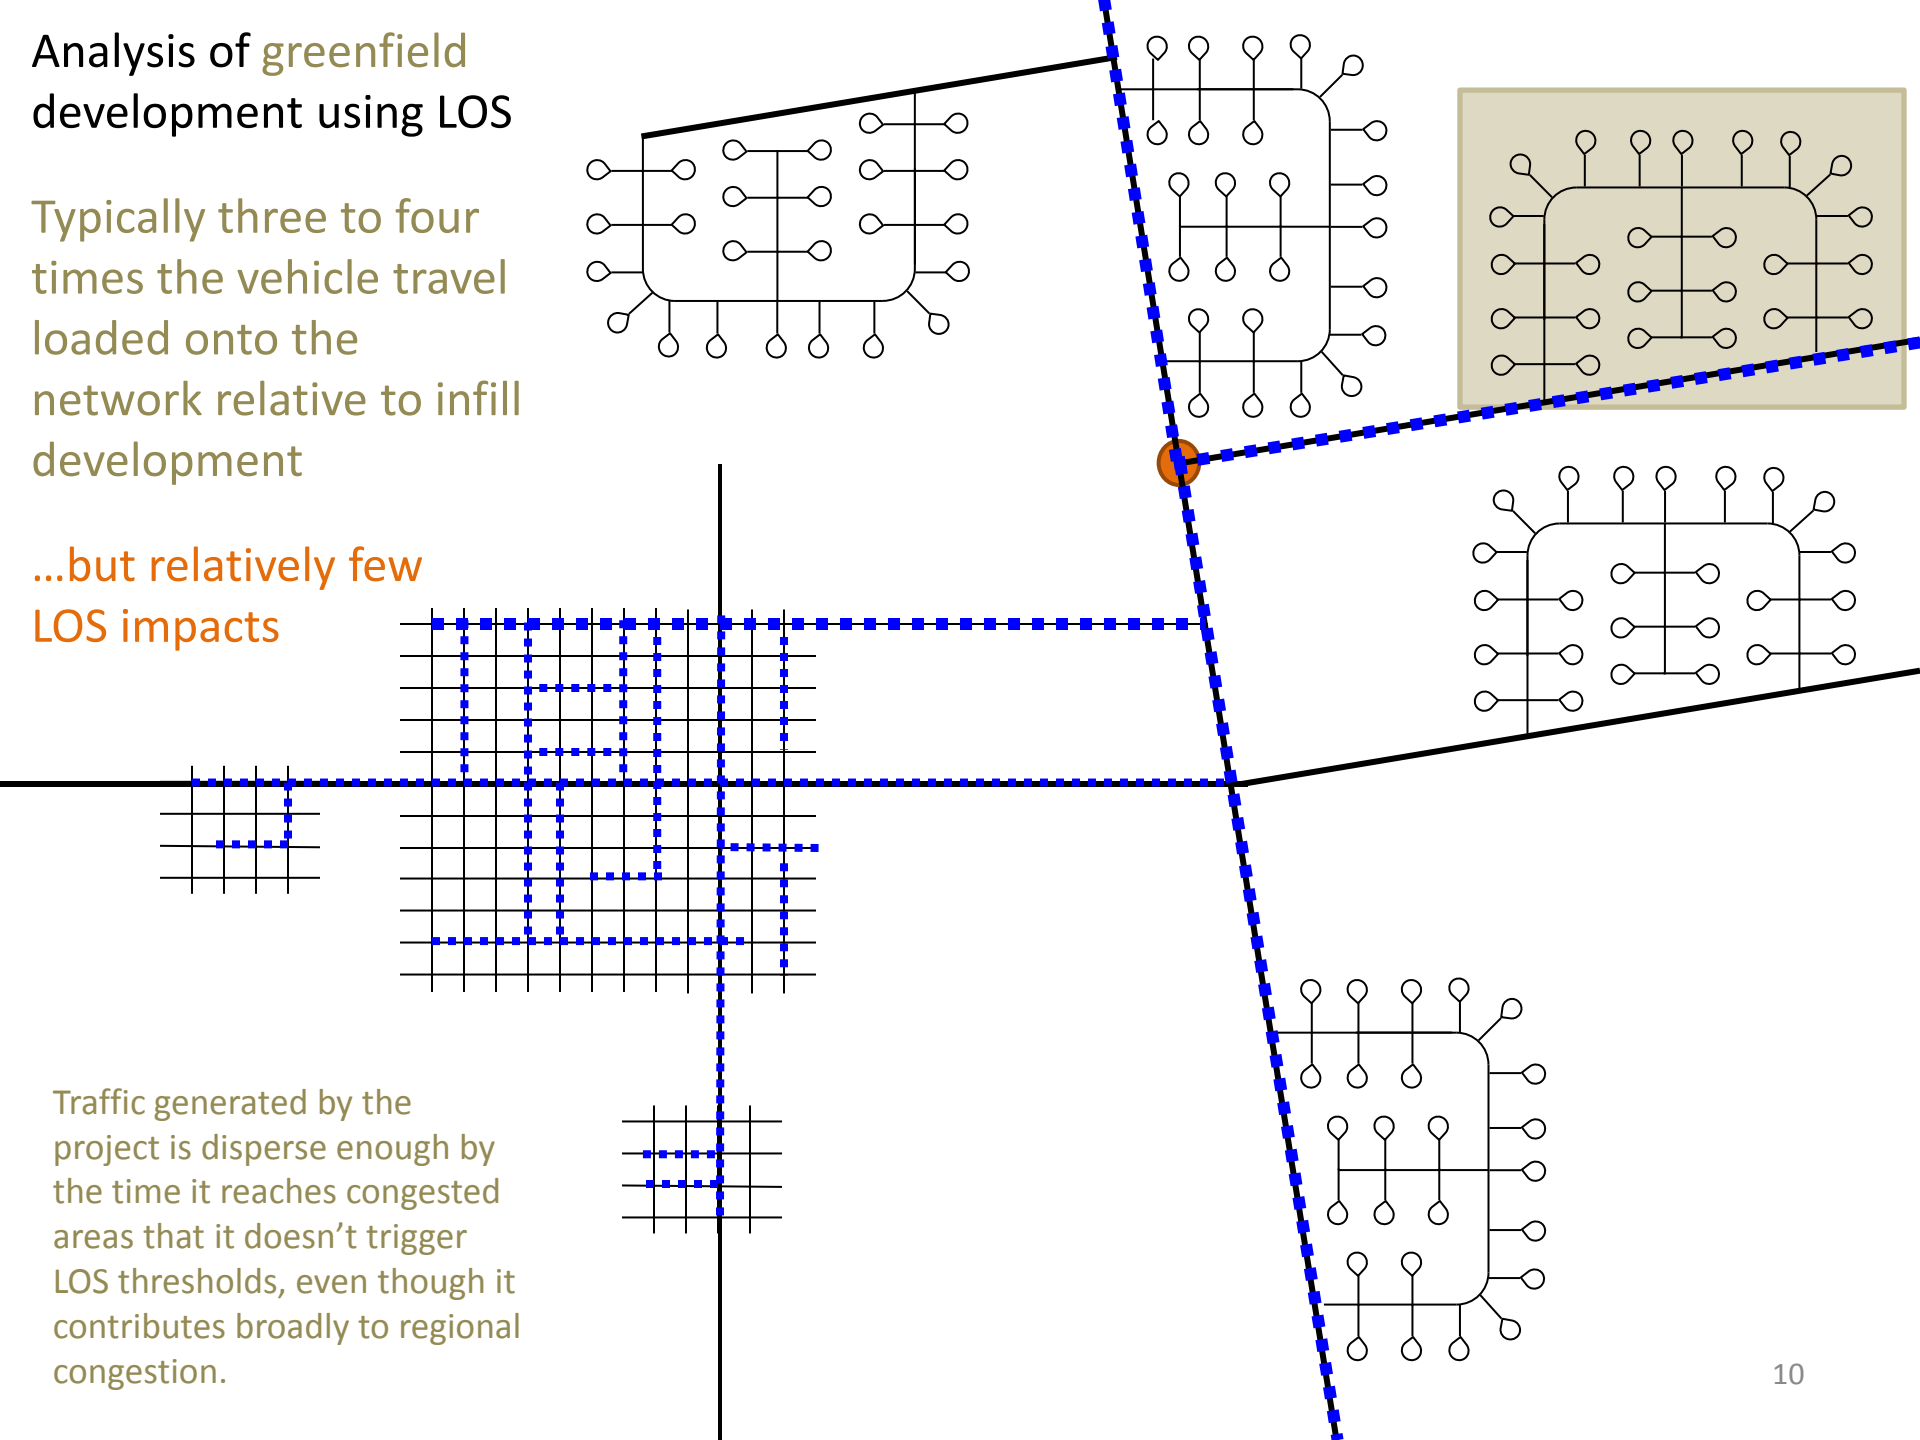 Analysis of greenfield
development using LOS
Typically three to four
times the vehicle travel
loaded onto the
network relative to infill
development
…but relatively few
LOS impacts
Traffic generated by the
project is disperse enough by
the time it reaches congested
areas that it doesn’t trigger
LOS thresholds, even though it
contributes broadly to regional
congestion.
10